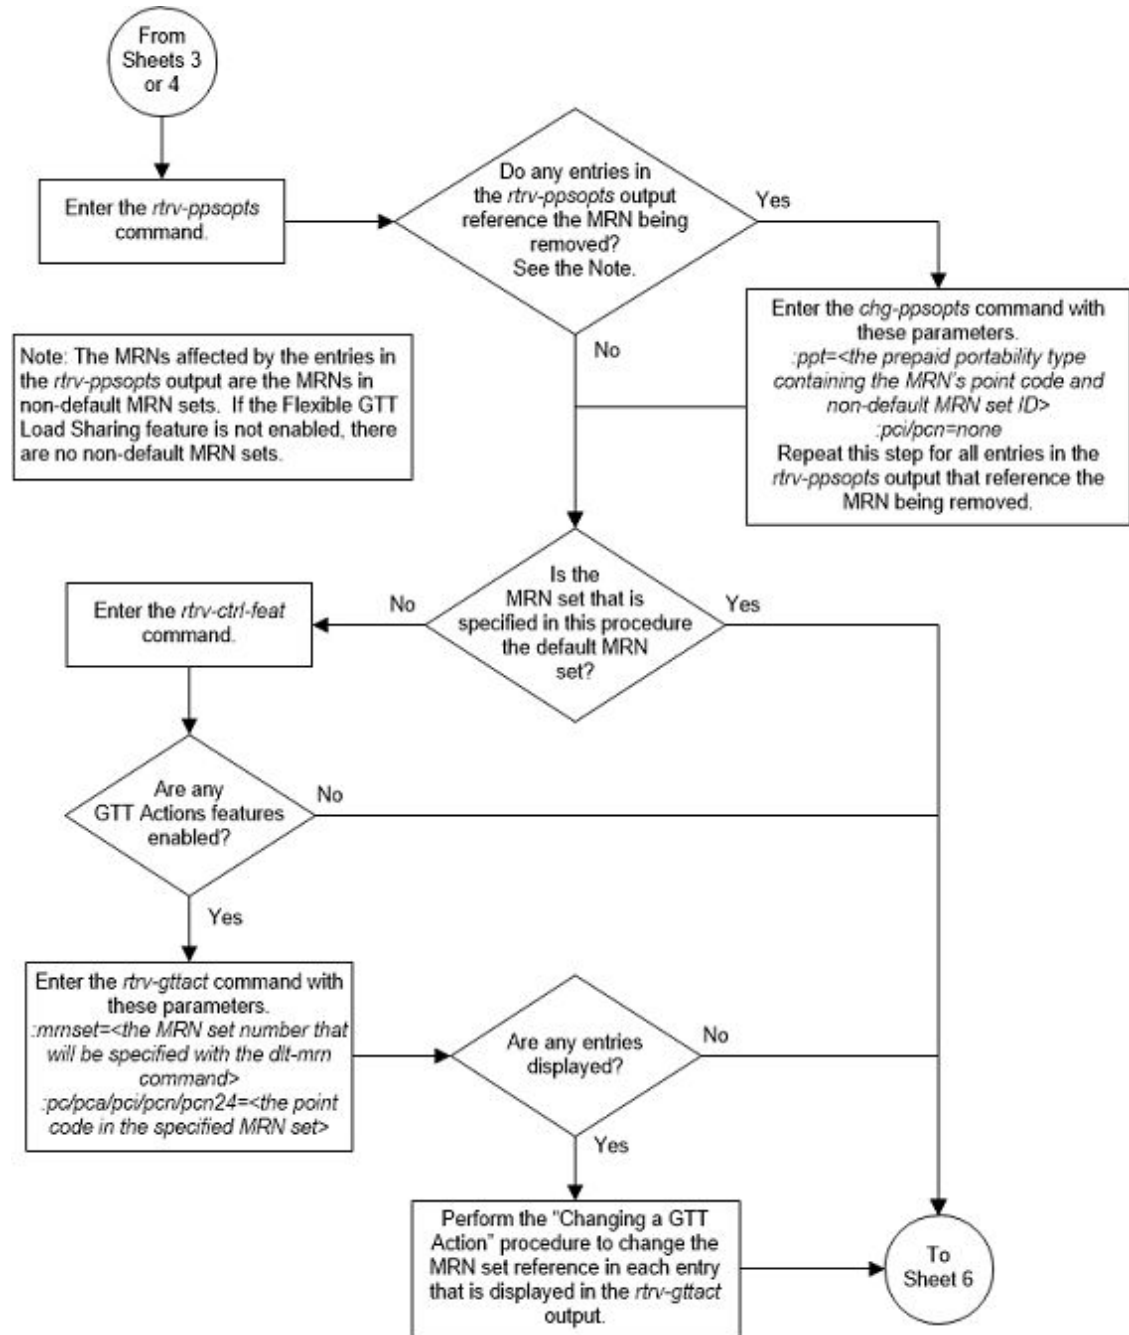 From
Sheets 3
or 4
Enter the rtrv-ppsopts
command.
Do any entries in
the rtrv-ppsopts output
reference the MRN being
removed?
See the Note.
Yes
No
Enter the chg-ppsopts command with
these parameters.
:ppt=<the prepaid portability type
containing the MRN's point code and
non-default MRN set ID>
:pci/pcn=none
Repeat this step for all entries in the
rtrv-ppsopts output that reference the
MRN being removed.
Note: The MRNs affected by the entries in
the rtrv-ppsopts output are the MRNs in
non-default MRN sets. If the Flexible GTT
Load Sharing feature is not enabled, there
are no non-default MRN sets.
Is the
MRN set that is
specified in this procedure
the default MRN
set?
No
Yes
Enter the rtrv-ctrl-feat
command.
Are any
GTT Actions features
enabled?
No
Yes
Enter the rtrv-gttact command with
these parameters.
:mrnset=<the MRN set number that
will be specified with the dlt-mrn
command>
:pc/pca/pci/pcn/pcn24=<the point
code in the specified MRN set>
Are any entries
displayed?
No
Yes
Perform the "Changing a GTT
Action" procedure to change the
MRN set reference in each entry
that is displayed in the rtrv-gttact
output.
To
Sheet 6